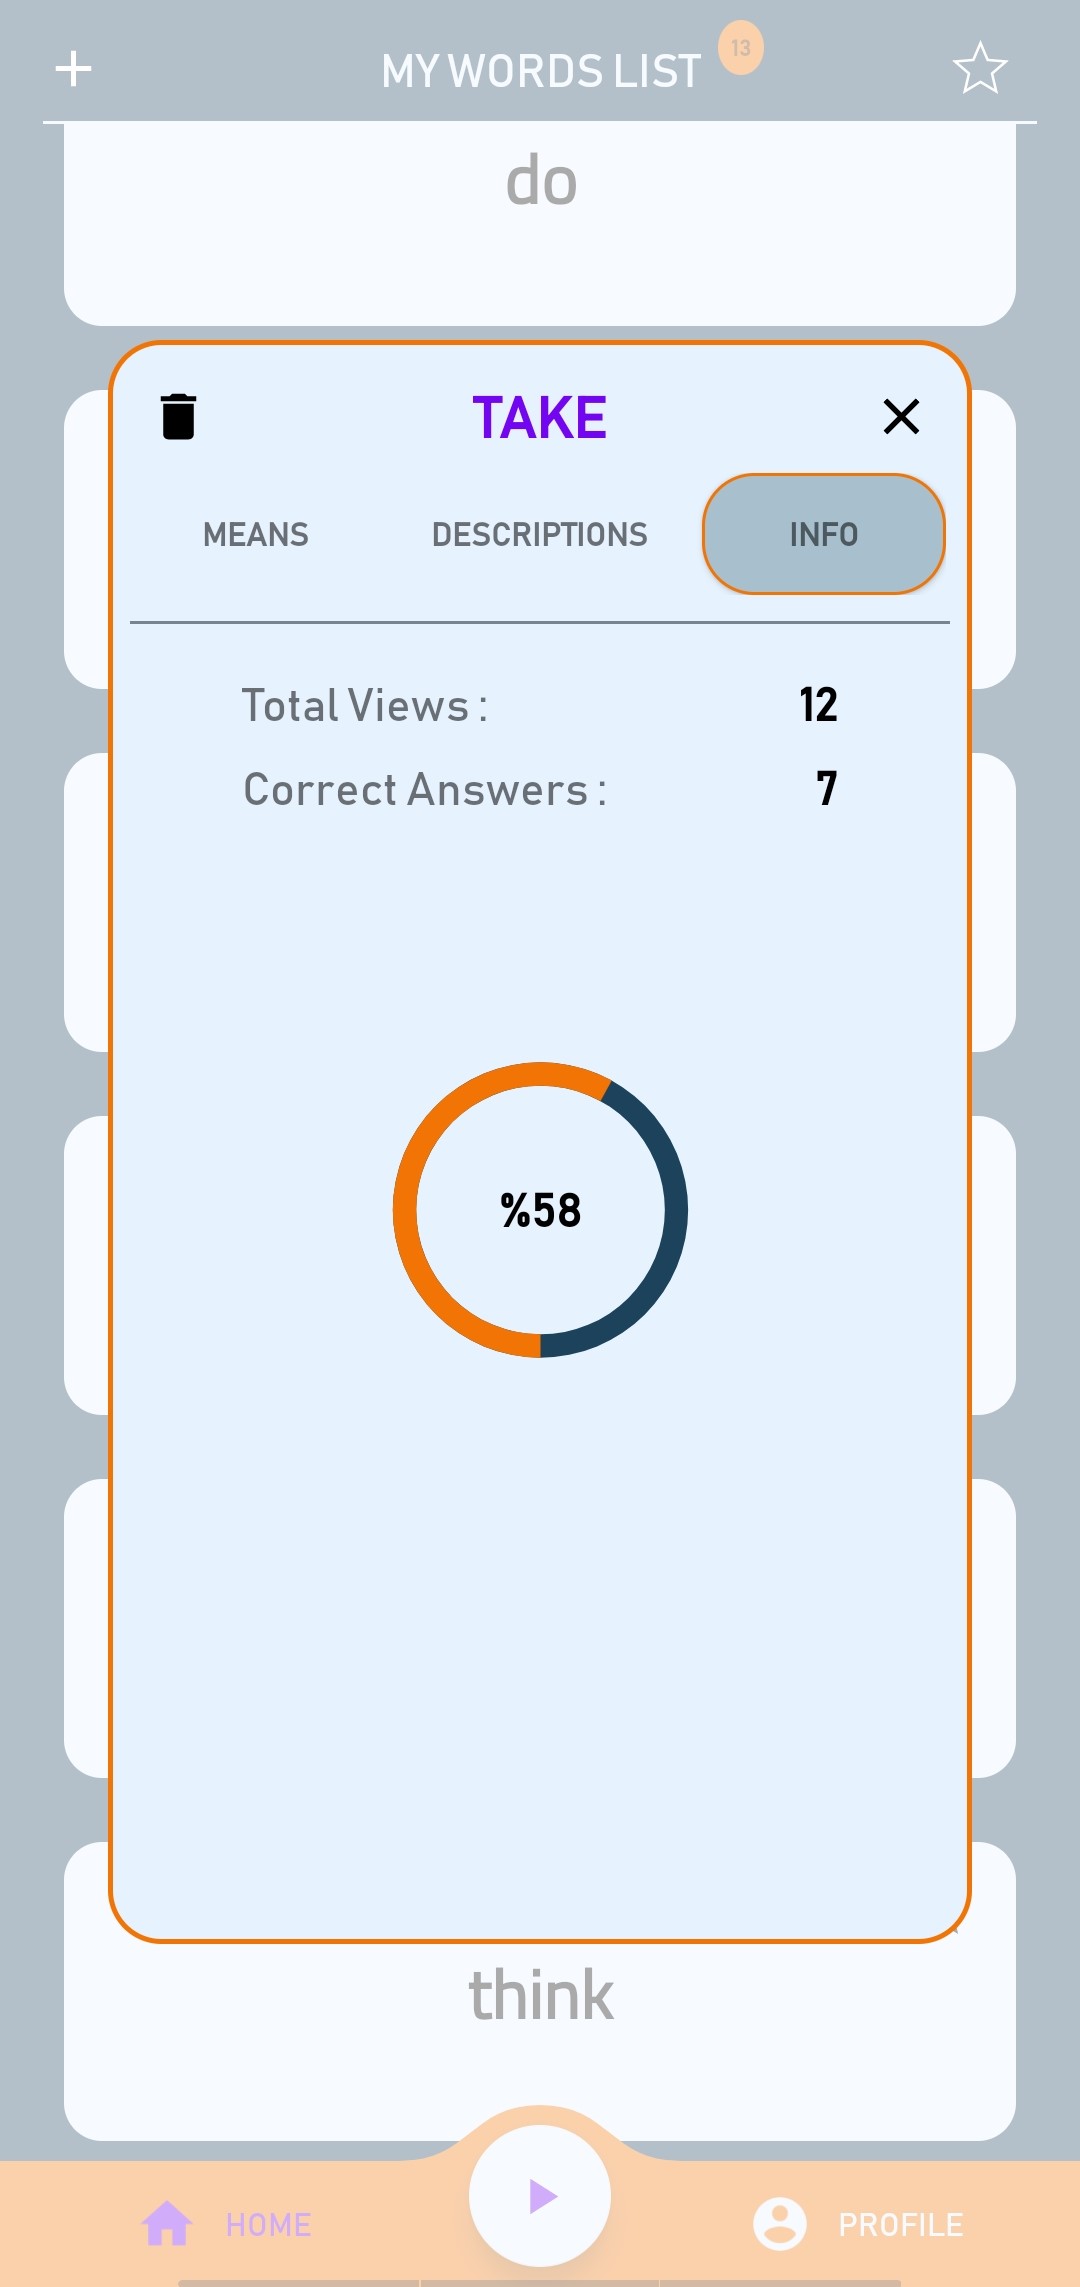 MY WORDS LIST 13
do
TAKE
MEANS DESCRIPTIONS INFO
Total Views : 12
Correct Answers : 7
%58
think
HOME PROFILE